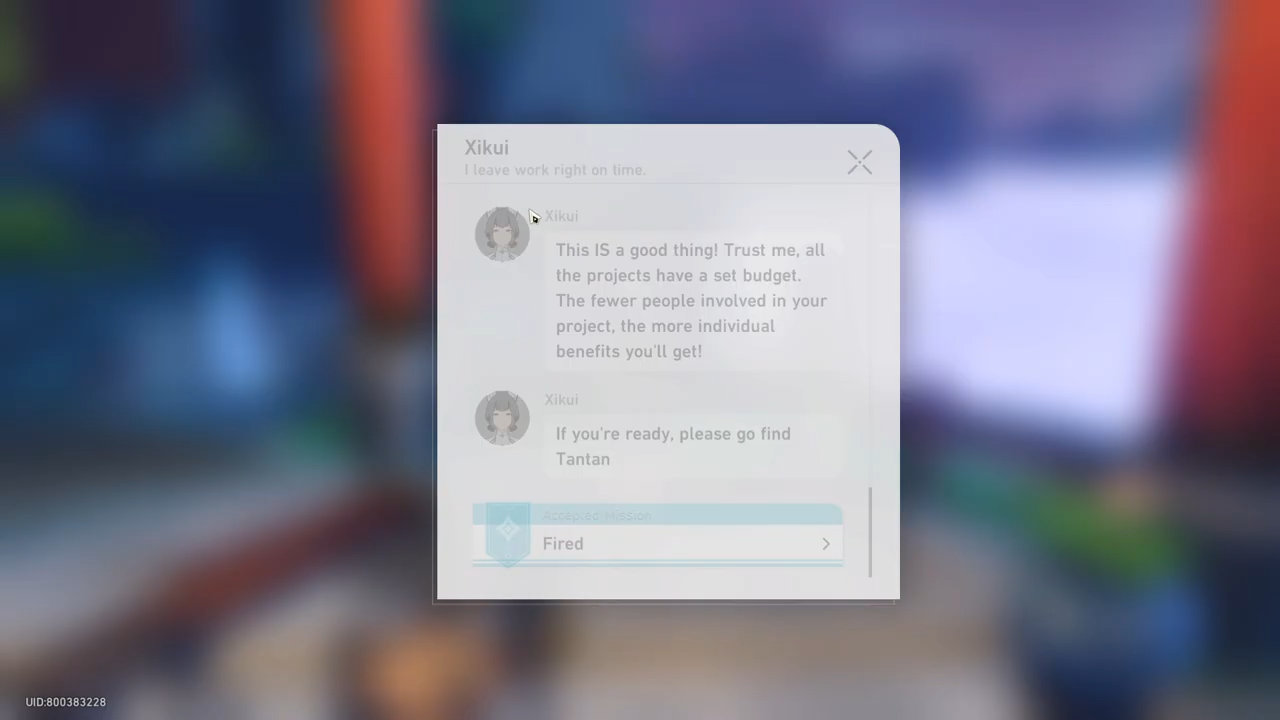 Xikui
I leave work right on time.
Xikui
This IS a good thing! Trust me, all
the projects have a set budget.
The fewer people involved in your
project, the more individual
benefits you'll get!
Xikui
If you're ready, please go find
Tantan
Accepted Mission
Fired
UID:800383228